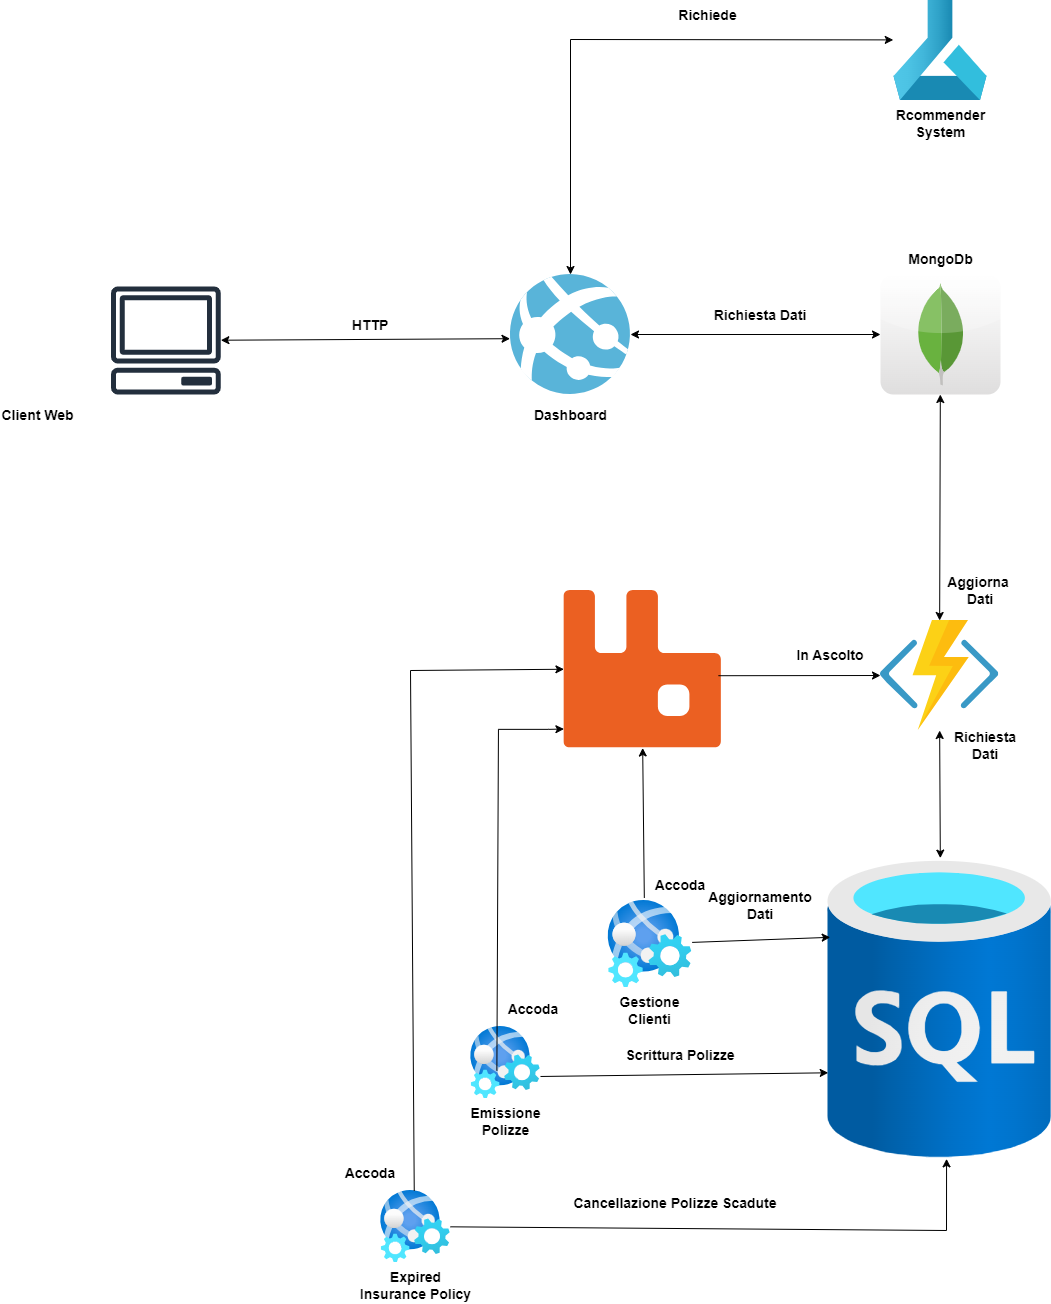 Richiede
Rcommender
System
MongoDb
HTTP
Richiesta Dati
Client Web
Dashboard
Aggiorna
Dati
In Ascolto
Richiesta
Dati
Accoda
Aggiornamento
Dati
SQL
Gestione
Clienti
Accoda
Scrittura Polizze
Emissione
Polizze
Accoda
Cancellazione Polizze Scadute
Expired
Insurance Policy